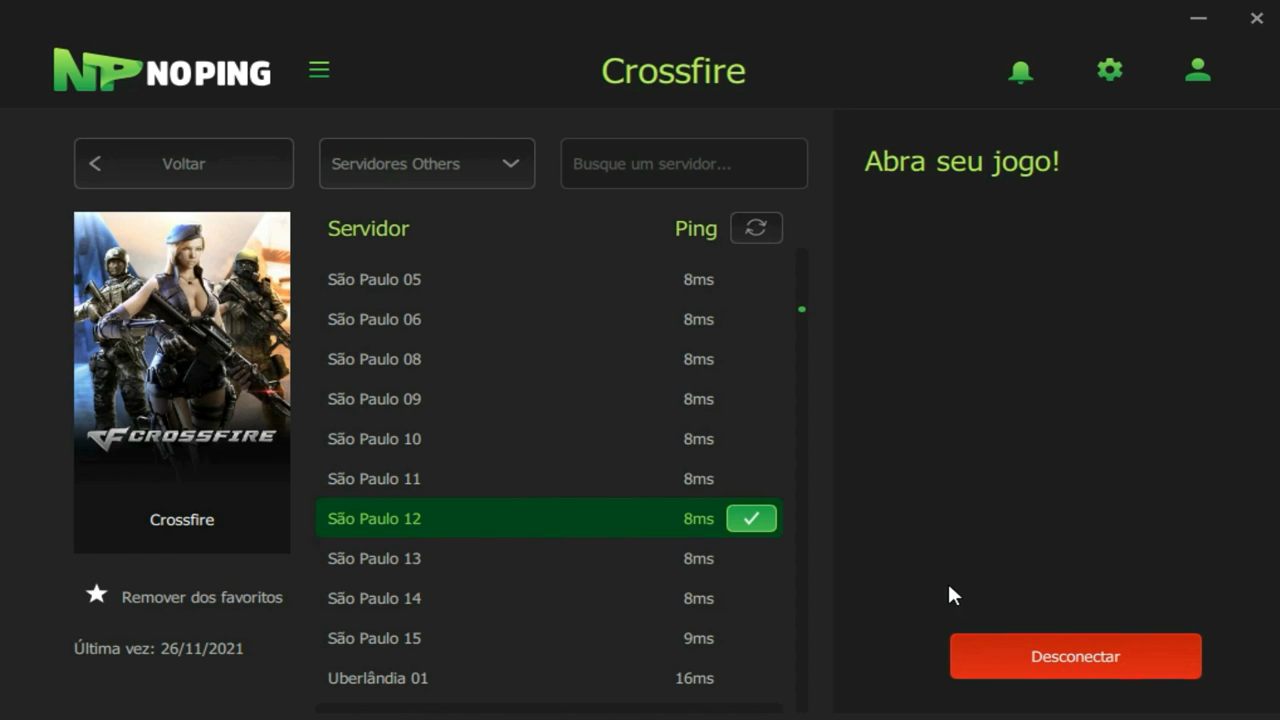 NP NOPING
Crossfire
Voltar
Servidores Others
Busque um servidor...
Abra seu jogo!
Servidor Ping
São Paulo 05 8ms
São Paulo 06 8ms
São Paulo 08 8ms
São Paulo 09 8ms
São Paulo 10 8ms
São Paulo 11 8ms
São Paulo 12 8ms
São Paulo 13 8ms
São Paulo 14 8ms
São Paulo 15 9ms
Uberlândia 01 16ms
CF CROSSFIRE
Crossfire
Remover dos favoritos
Última vez: 26/11/2021
Desconectar